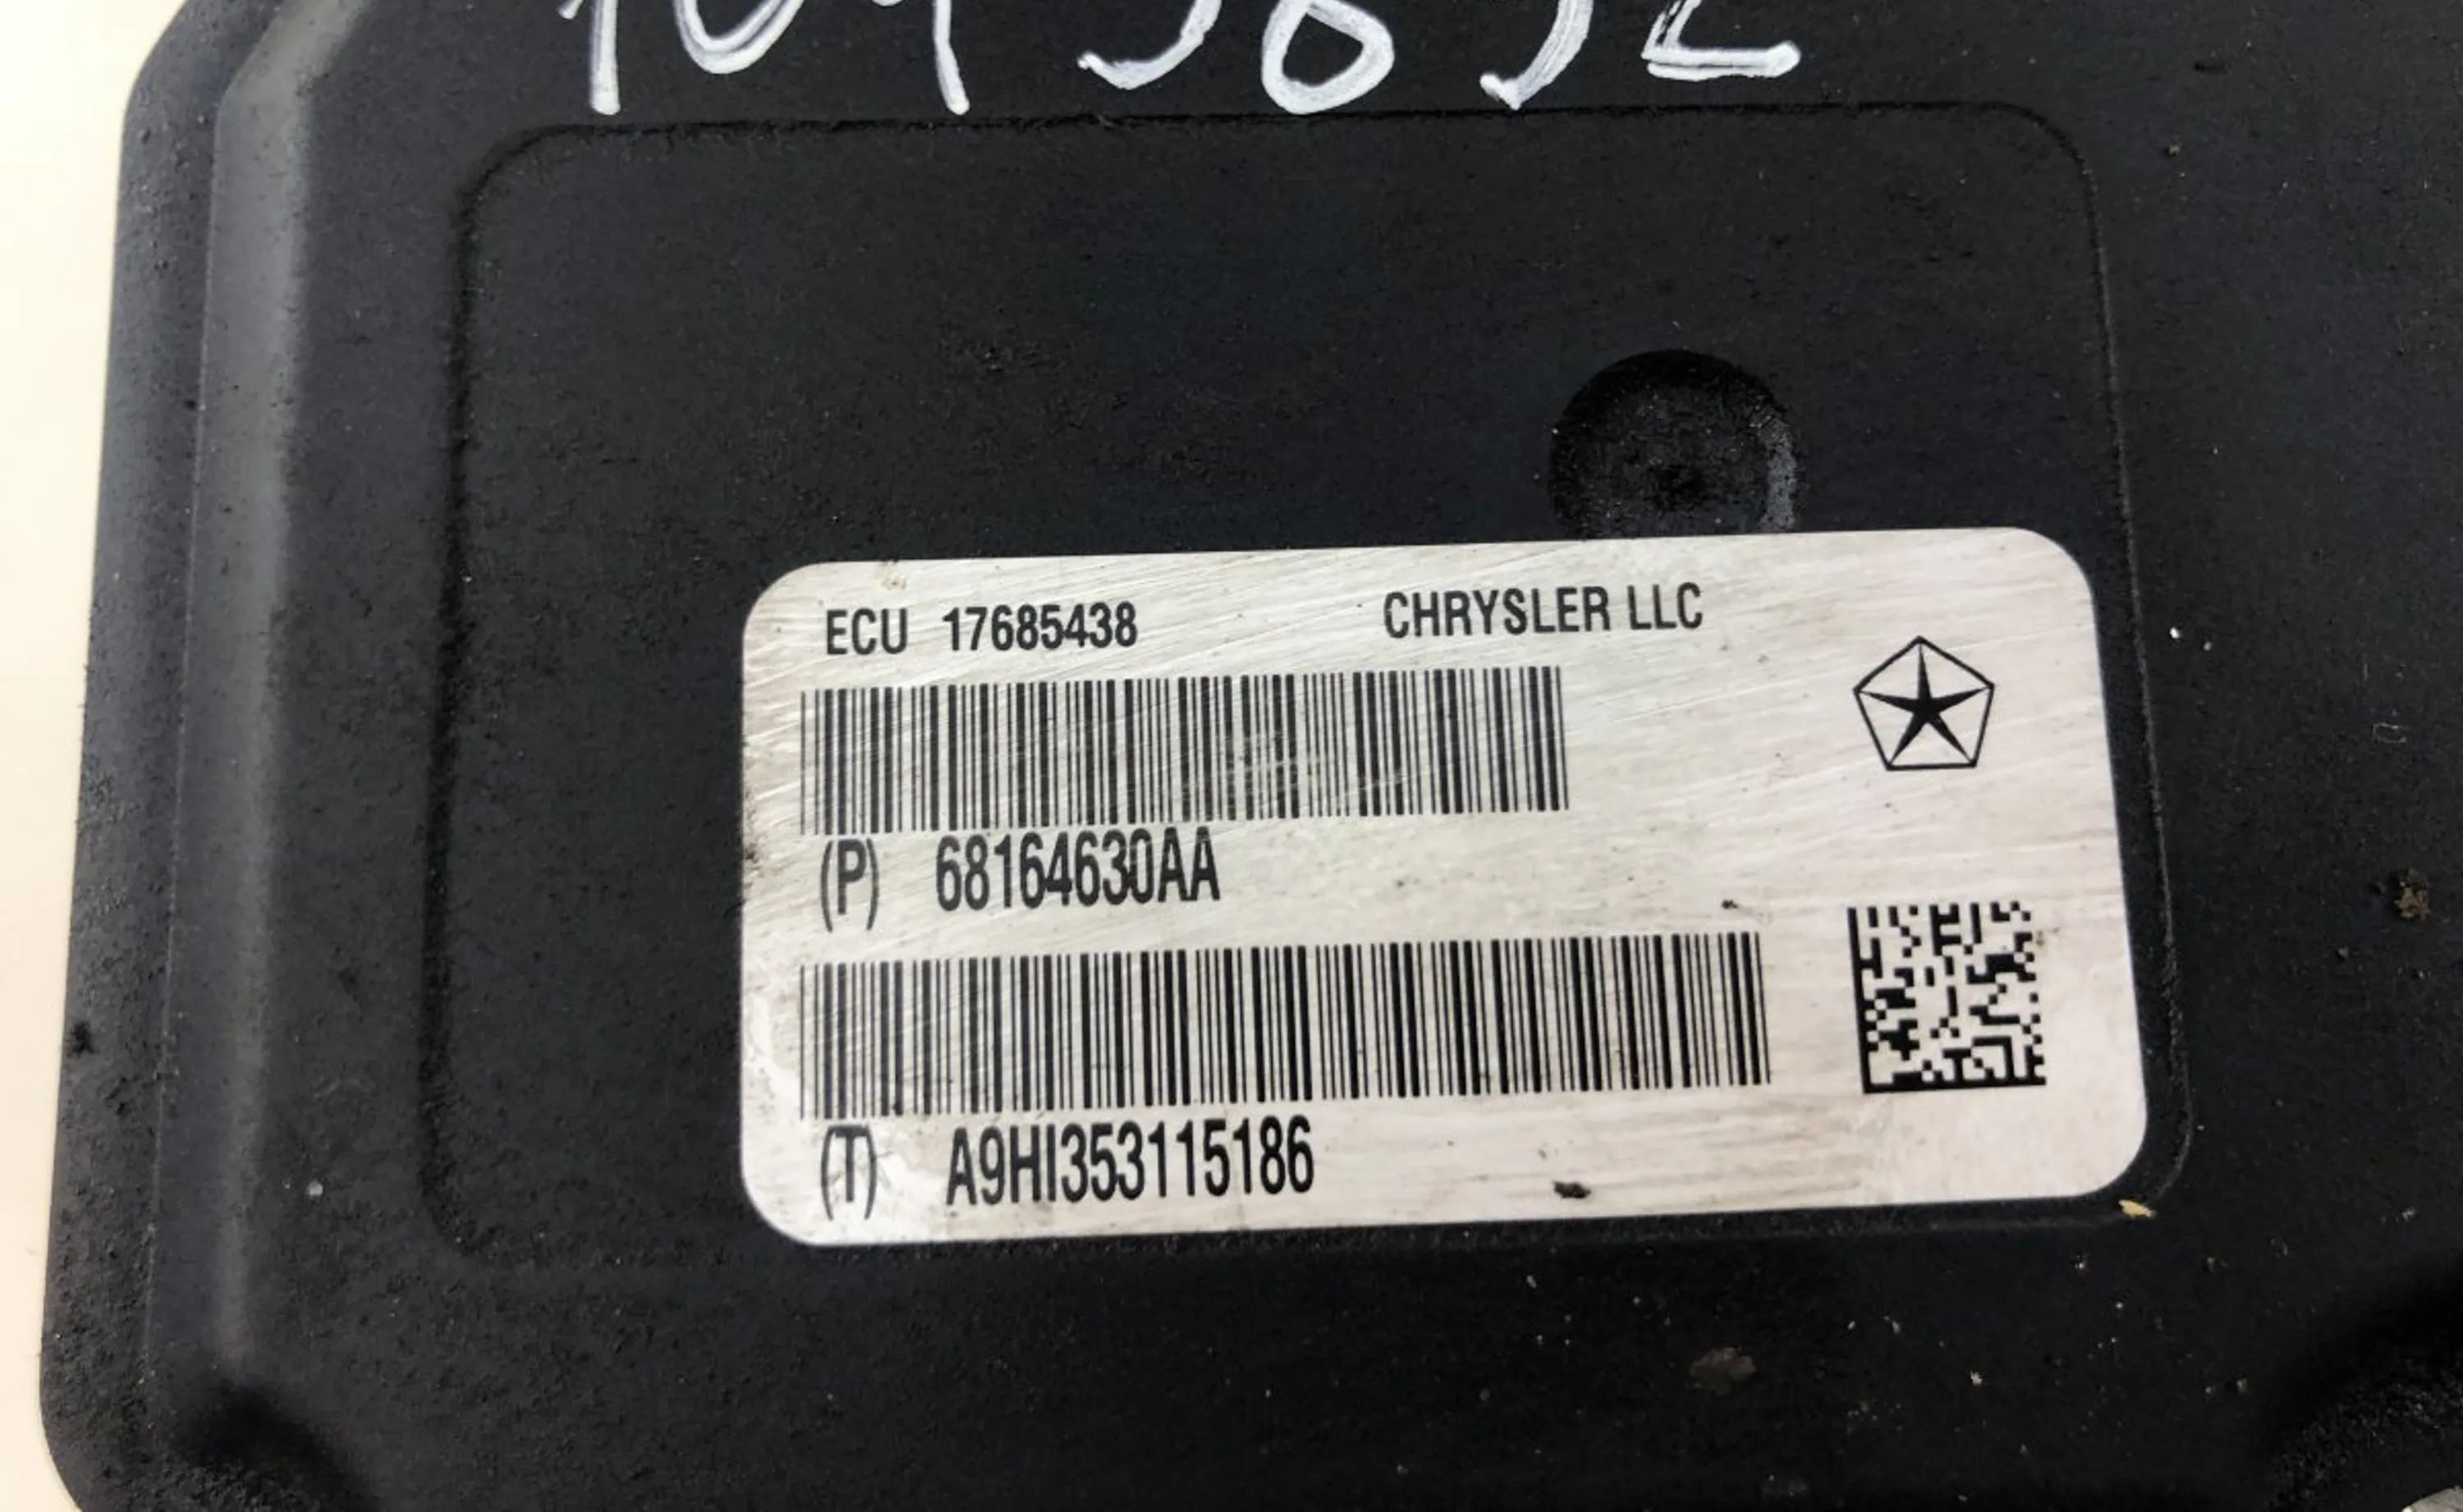 ECU 17685438 CHRYSLER LLC
(P) 68164630AA
(T) A9HI353115186